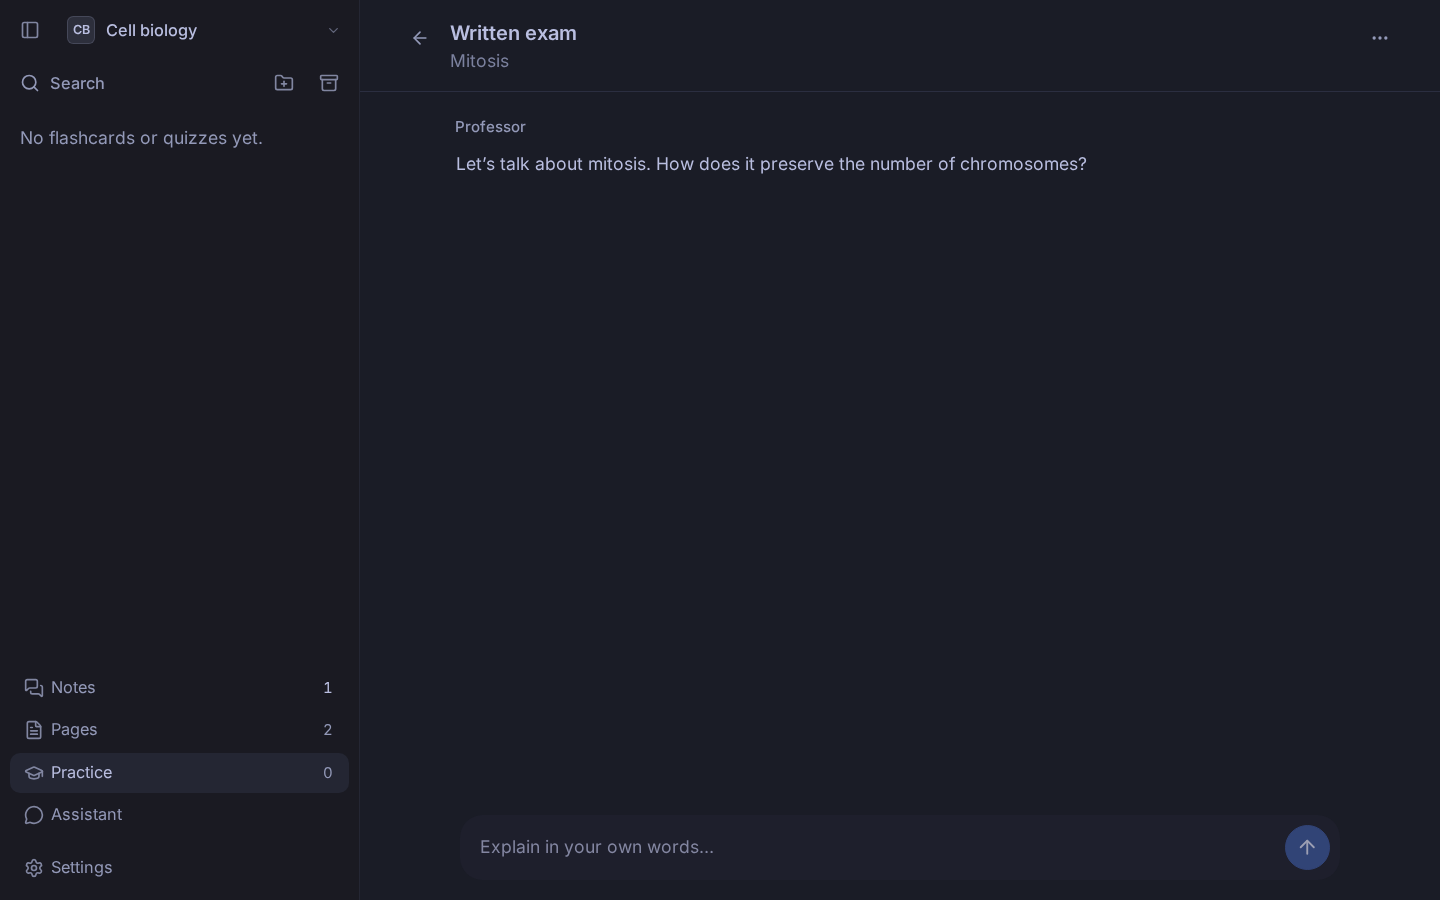 CB Cell biology
Search
No flashcards or quizzes yet.
Notes 1
Pages 2
Practice 0
Assistant
Settings
Written exam
Mitosis
Professor
Let’s talk about mitosis. How does it preserve the number of chromosomes?
Explain in your own words...